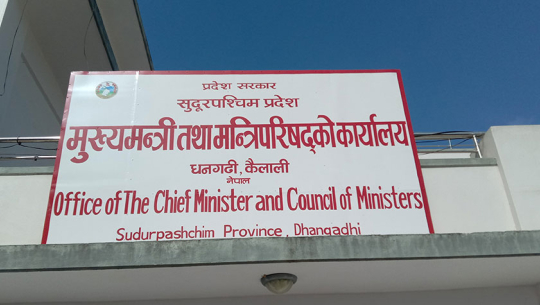 प्रदेश सरकार
सुदूरपश्चिम प्रदेश
मुख्यमन्त्री तथा मन्त्रिपरिषद्को कार्यालय
धनगढी, कैलाली
नेपाल
Office of The Chief Minister and Council of Ministers
Sudurpashchim Province, Dhangadhi